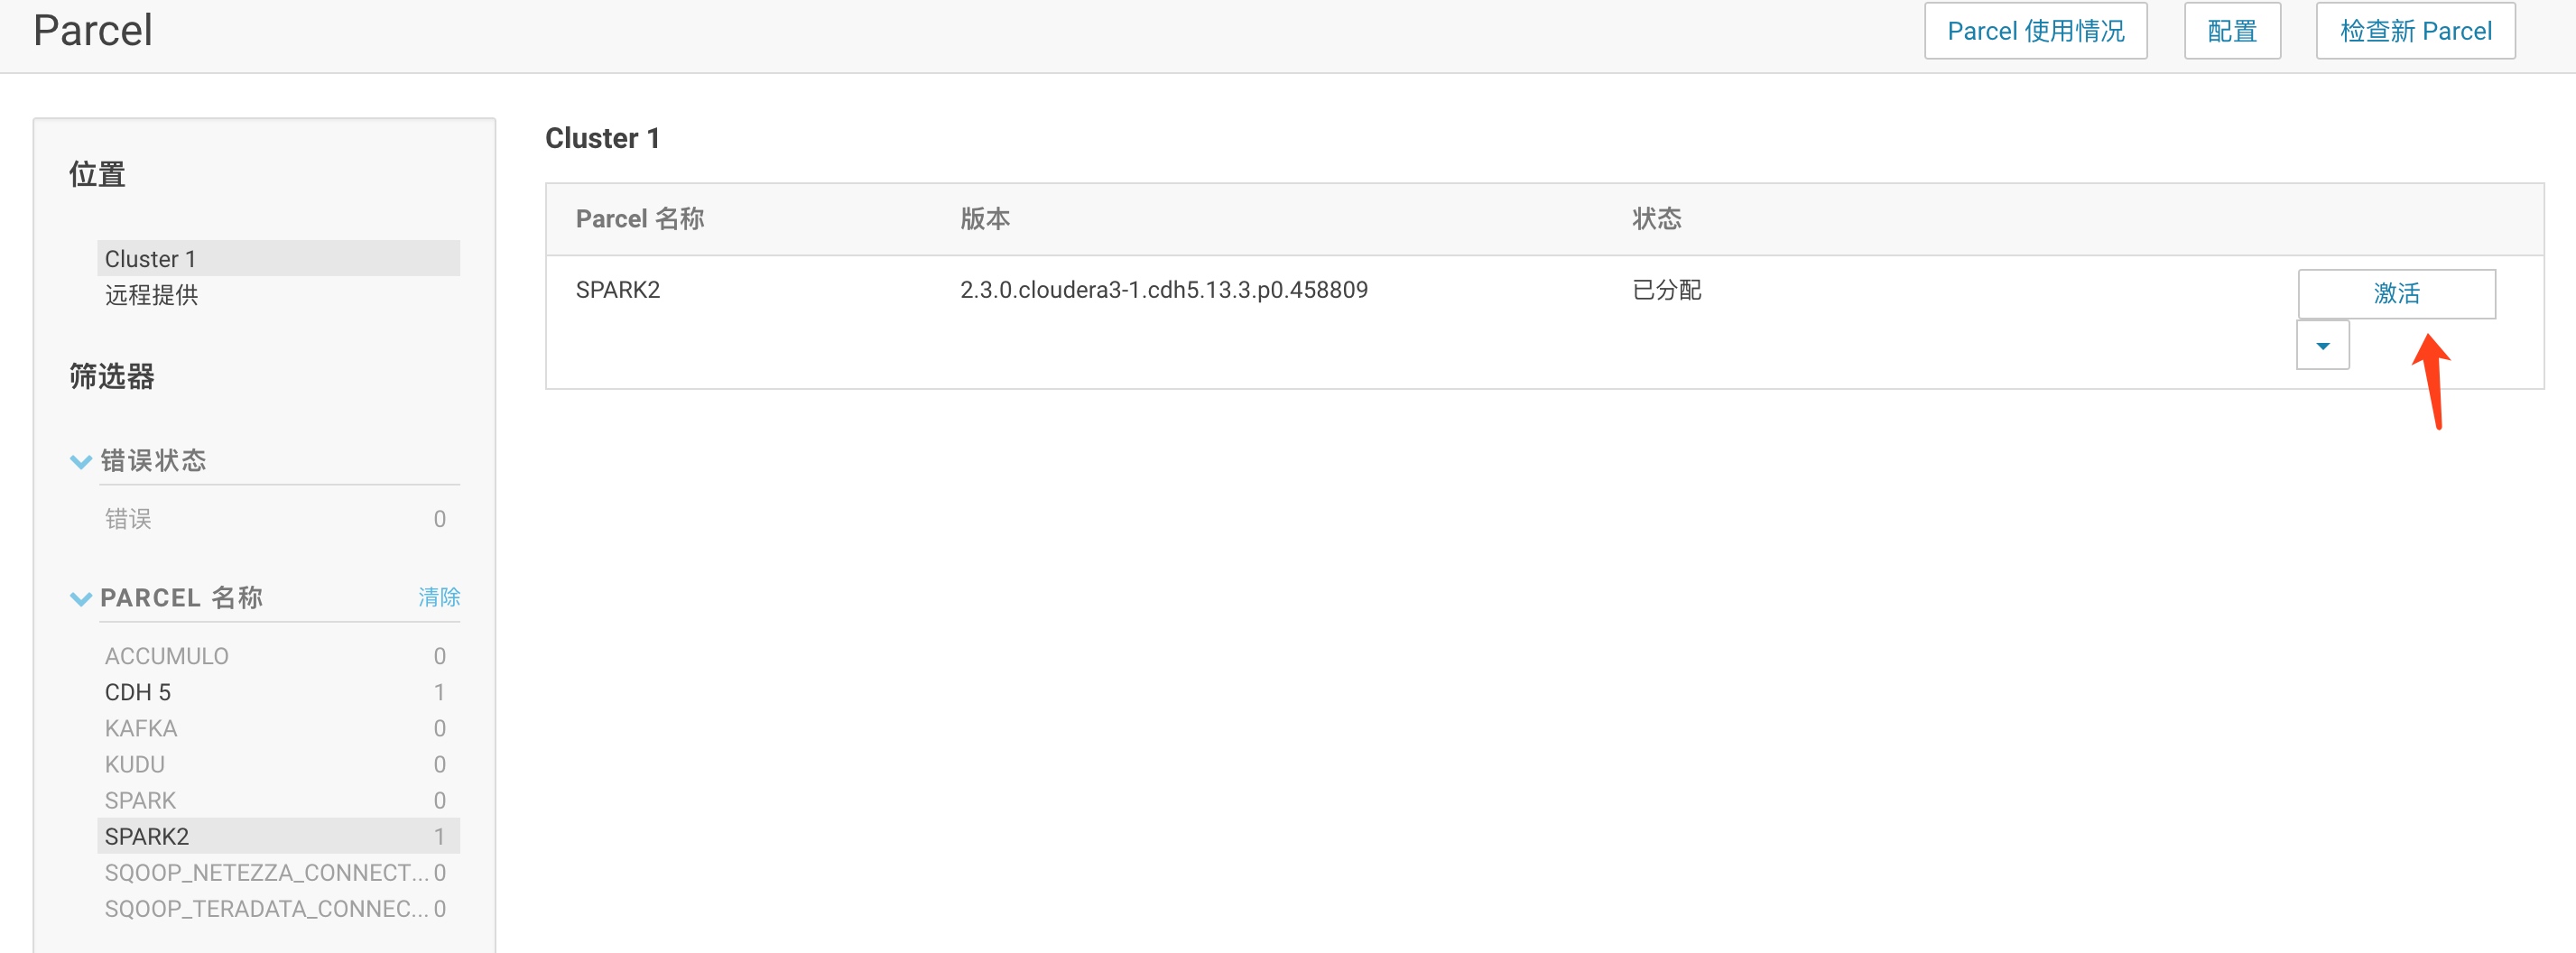 Parcel
Parcel 使用情况
配置
检查新 Parcel
位置
Cluster 1
远程提供
筛选器
错误状态
错误 0
PARCEL 名称 清除
ACCUMULO 0
CDH 5 1
KAFKA 0
KUDU 0
SPARK 0
SPARK2 1
SQOOP_NETEZZA_CONNECT... 0
SQOOP_TERADATA_CONNEC... 0
Cluster 1
Parcel 名称 版本 状态
SPARK2 2.3.0.cloudera3-1.cdh5.13.3.p0.458809 已分配 激活